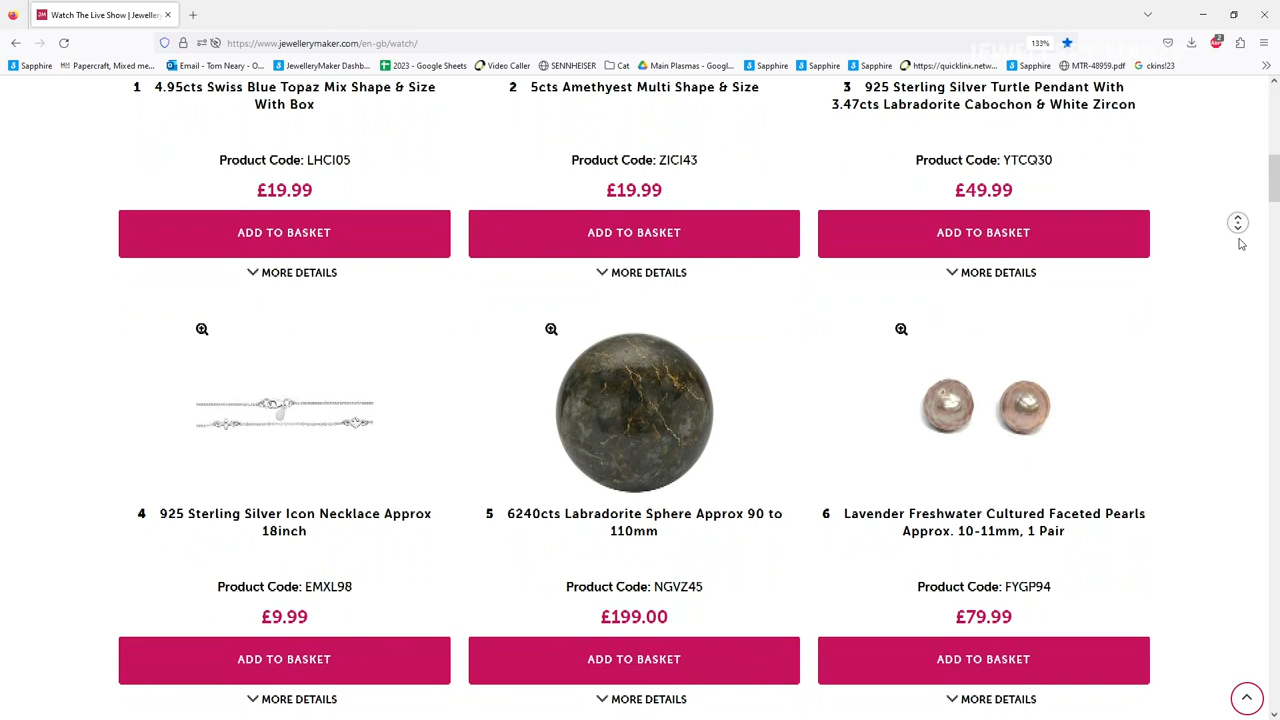 Watch The Live Show | Jeweller
https://www.jewellerymaker.com/en-gb/watch/
133%
Sapphire
Papercraft, Mixed me...
Email - Tom Neary - O...
JewelleryMaker Dashb...
2023 - Google Sheets
Video Caller
SENNHEISER
Cat
Main Plasmas - Googl...
Sapphire
Sapphire
Sapphire
https://quicklink.netw...
Sapphire
MTR-48959.pdf
ckins!23
1 4.95cts Swiss Blue Topaz Mix Shape & Size
With Box
Product Code: LHCI05
£19.99
ADD TO BASKET
MORE DETAILS
2 5cts Amethyest Multi Shape & Size
Product Code: ZICI43
£19.99
ADD TO BASKET
MORE DETAILS
3 925 Sterling Silver Turtle Pendant With
3.47cts Labradorite Cabochon & White Zircon
Product Code: YTCQ30
£49.99
ADD TO BASKET
MORE DETAILS
4 925 Sterling Silver Icon Necklace Approx
18inch
Product Code: EMXL98
£9.99
ADD TO BASKET
MORE DETAILS
5 6240cts Labradorite Sphere Approx 90 to
110mm
Product Code: NGVZ45
£199.00
ADD TO BASKET
MORE DETAILS
6 Lavender Freshwater Cultured Faceted Pearls
Approx. 10-11mm, 1 Pair
Product Code: FYGP94
£79.99
ADD TO BASKET
MORE DETAILS